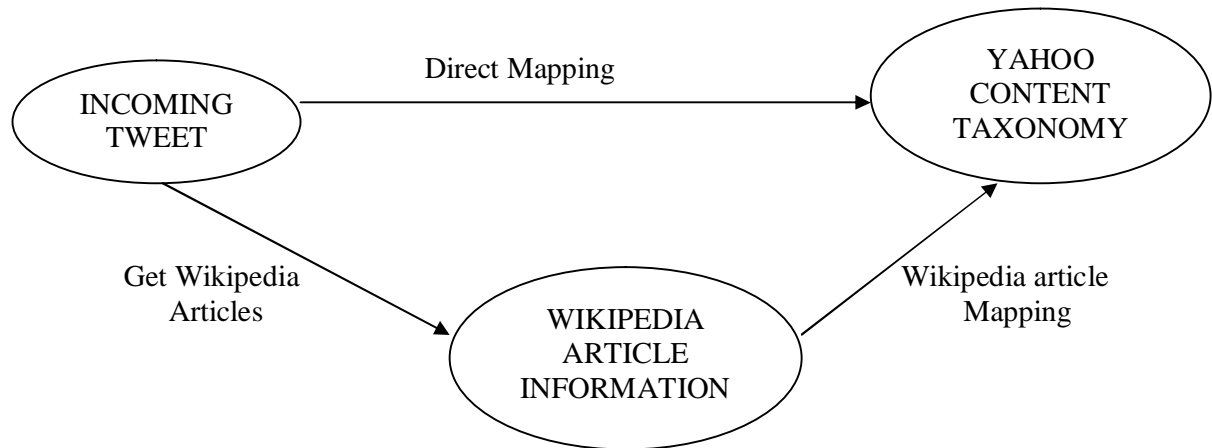 INCOMING
TWEET
Direct Mapping
YAHOO
CONTENT
TAXONOMY
Get Wikipedia
Articles
WIKIPEDIA
ARTICLE
INFORMATION
Wikipedia article
Mapping